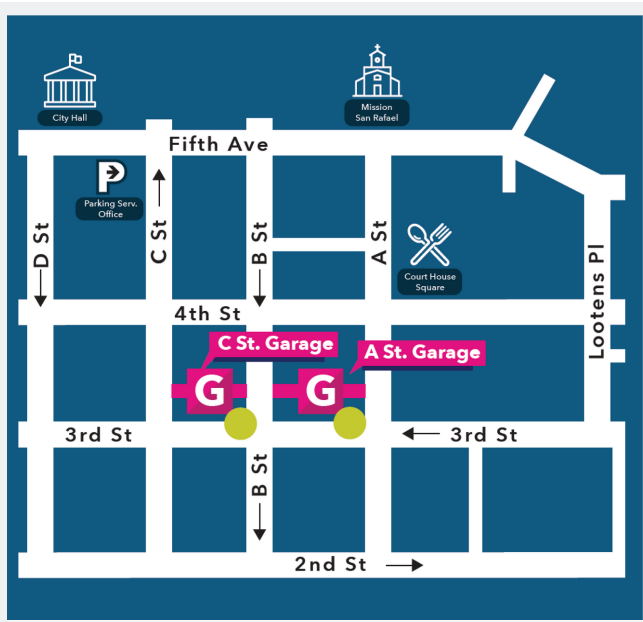 City Hall
Mission
San Rafael
Fifth Ave
P
Parking Serv.
Office
D St
C St
B St
A St
Court House
Square
Lootens Pl
4th St
C St. Garage
A St. Garage
G
G
3rd St
3rd St
B St
2nd St